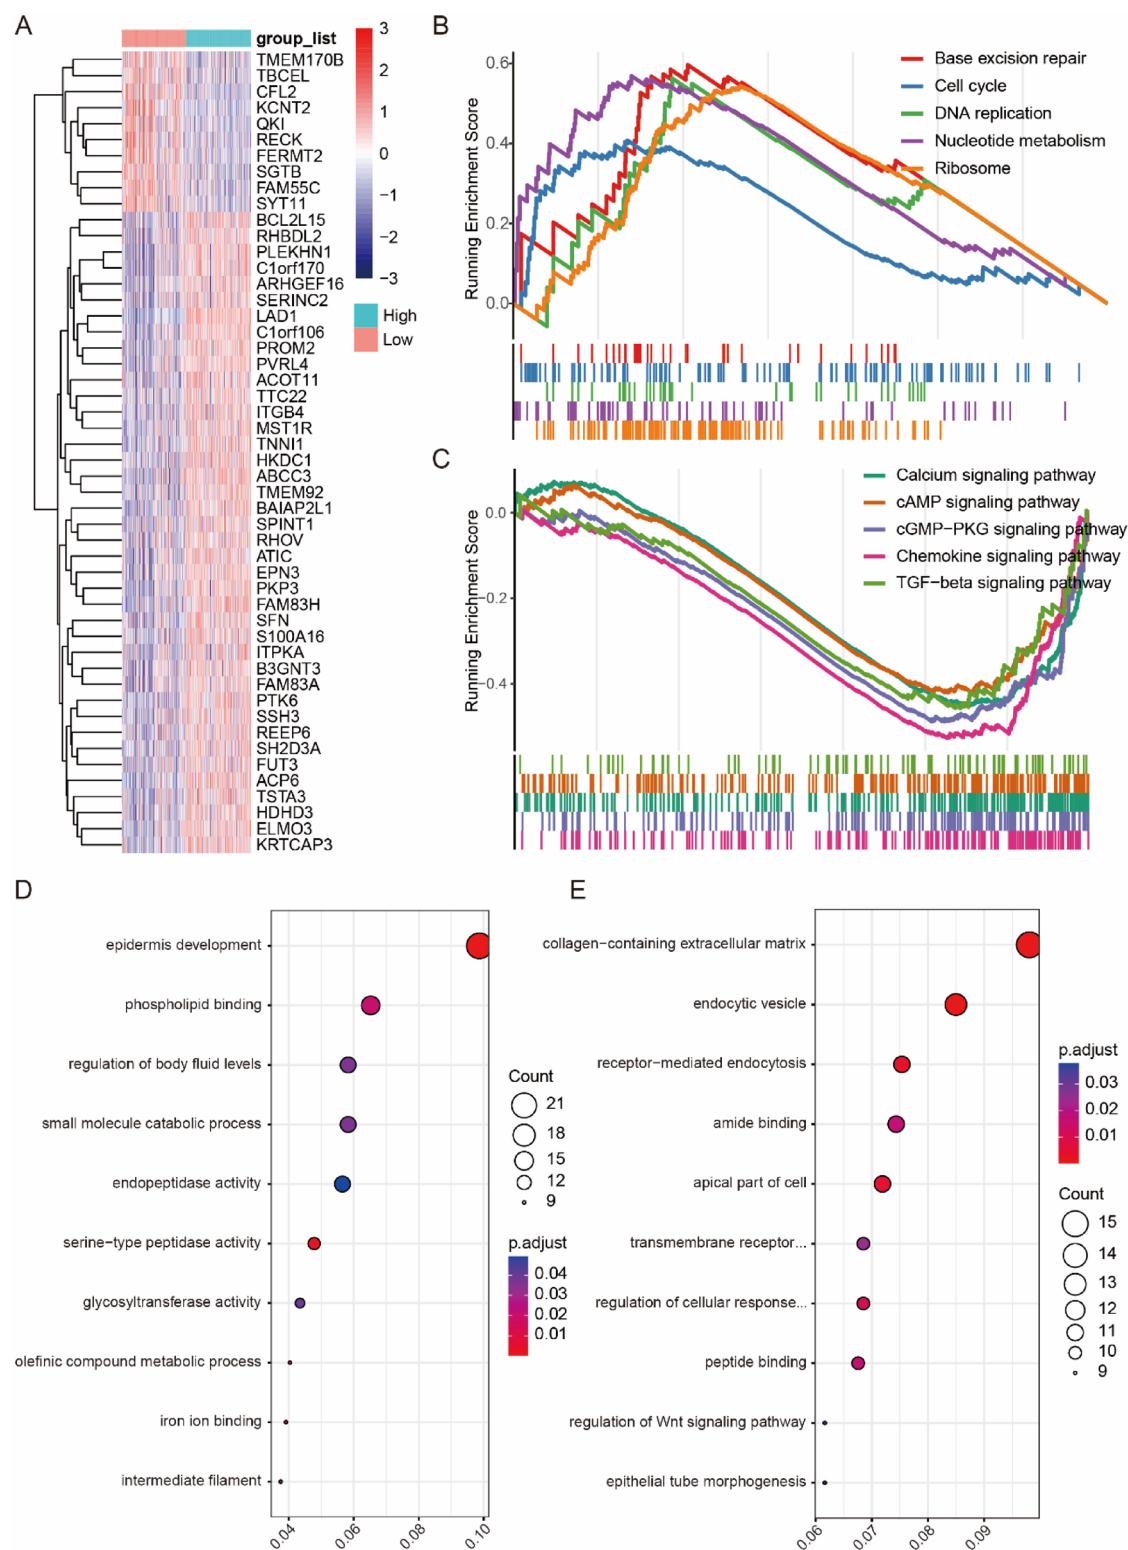 A
group_list
TMEM170B
TBCEL
CFL2
KCNT2
QKI
RECK
FERMT2
SGTB
FAM55C
SYT11
BCL2L15
RHBDL2
PLEKHN1
C1orf170
ARHGEF16
SERINC2
LAD1
C1orf106
PROM2
PVRL4
ACOT11
TTC22
ITGB4
MST1R
TNNI1
HKDC1
ABCC3
TMEM92
BAIAP2L1
SPINT1
RHOV
ATIC
EPN3
PKP3
FAM83H
SFN
S100A16
ITPKA
B3GNT3
FAM83A
PTK6
SSH3
REEP6
SH2D3A
FUT3
ACP6
TSTA3
HDHD3
ELMO3
KRTCAP3
3
2
1
0
−1
−2
−3
High
Low
B
Running Enrichment Score
0.6
0.4
0.2
0.0
Base excision repair
Cell cycle
DNA replication
Nucleotide metabolism
Ribosome
C
Running Enrichment Score
0.0
−0.2
−0.4
Calcium signaling pathway
cAMP signaling pathway
cGMP−PKG signaling pathway
Chemokine signaling pathway
TGF−beta signaling pathway
D
epidermis development
phospholipid binding
regulation of body fluid levels
small molecule catabolic process
endopeptidase activity
serine−type peptidase activity
glycosyltransferase activity
olefinic compound metabolic process
iron ion binding
intermediate filament
0.04
0.06
0.08
0.10
Count
21
18
15
12
9
p.adjust
0.04
0.03
0.02
0.01
E
collagen−containing extracellular matrix
endocytic vesicle
receptor−mediated endocytosis
amide binding
apical part of cell
transmembrane receptor...
regulation of cellular response...
peptide binding
regulation of Wnt signaling pathway
epithelial tube morphogenesis
0.06
0.07
0.08
0.09
p.adjust
0.03
0.02
0.01
Count
15
14
13
12
11
10
9